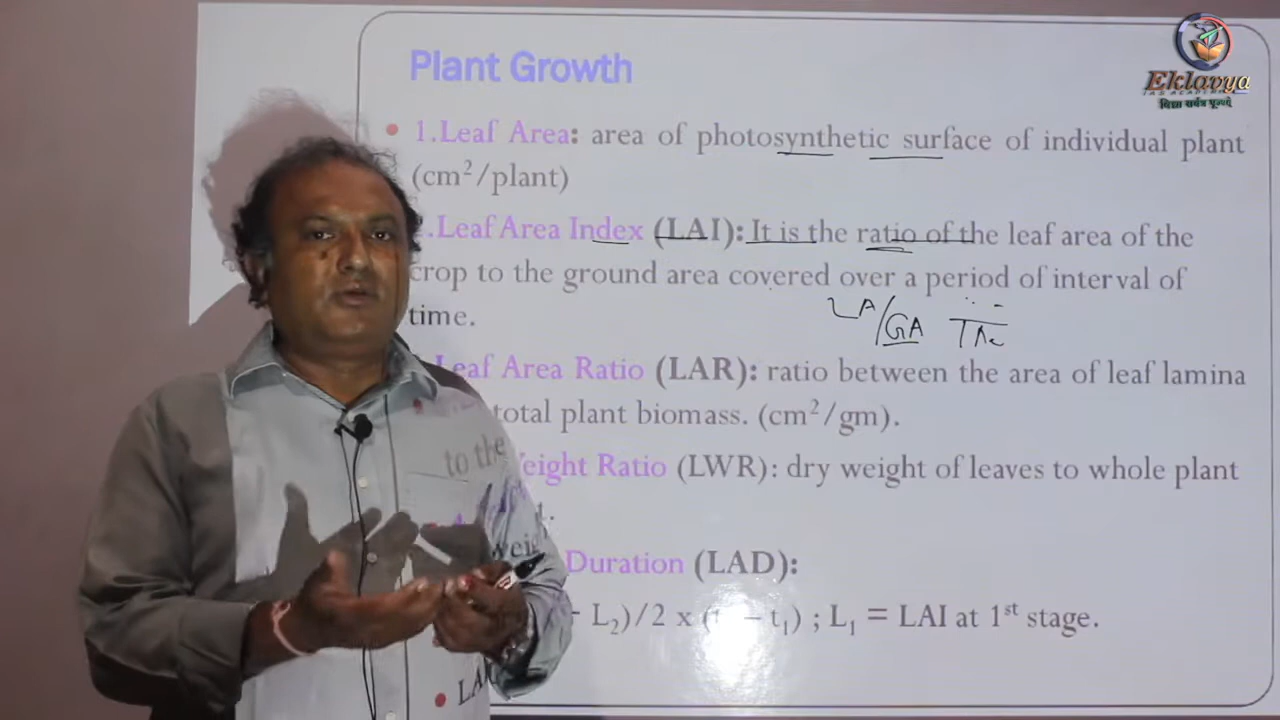 Plant Growth
Eklavya
1.Leaf Area: area of photosynthetic surface of individual plant
(cm²/plant)
2.Leaf Area Index (LAI): It is the ratio of the leaf area of the
crop to the ground area covered over a period of interval of
time.
LA/GA
Leaf Area Ratio (LAR): ratio between the area of leaf lamina
to the total plant biomass. (cm²/gm).
Weight Ratio (LWR): dry weight of leaves to whole plant
Duration (LAD):
L₂)/2 x (t – t₁) ; L₁ = LAI at 1ˢᵗ stage.